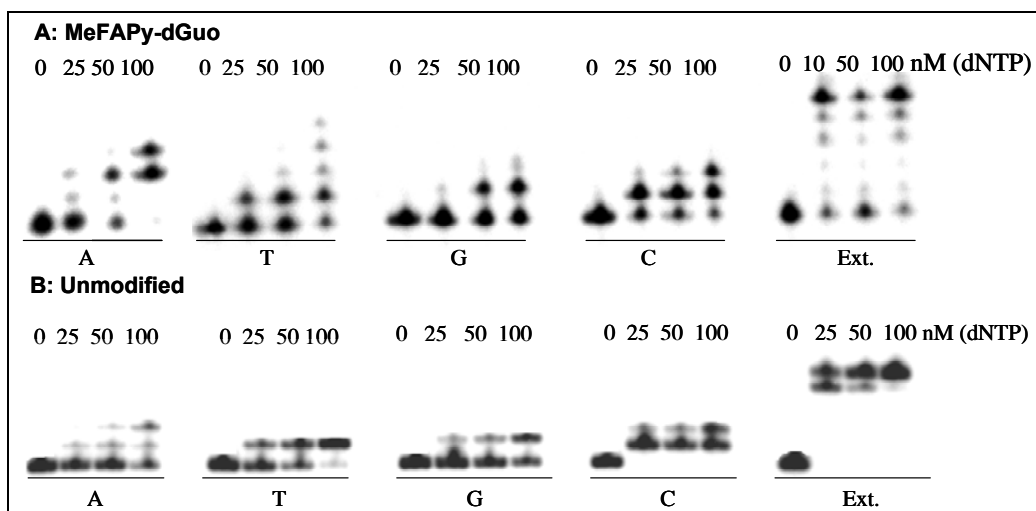 A: MeFAPy-dGuo
0 25 50 100 0 25 50 100 0 25 50 100 0 25 50 100 0 10 50 100 nM (dNTP)
A T G C Ext.
B: Unmodified
0 25 50 100 0 25 50 100 0 25 50 100 0 25 50 100 0 25 50 100 nM (dNTP)
A T G C Ext.